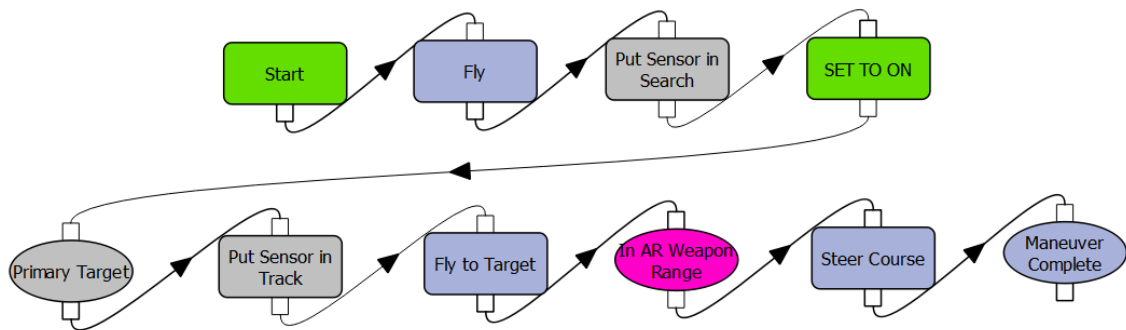 Start
Fly
Put Sensor in
Search
SET TO ON
Primary Target
Put Sensor in
Track
Fly to Target
In AR Weapon
Range
Steer Course
Maneuver
Complete